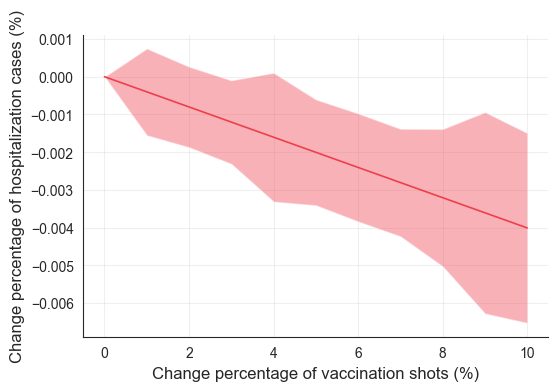 Change percentage of hospitalization cases (%)
0.001
0.000
−0.001
−0.002
−0.003
−0.004
−0.005
−0.006
0 2 4 6 8 10
Change percentage of vaccination shots (%)